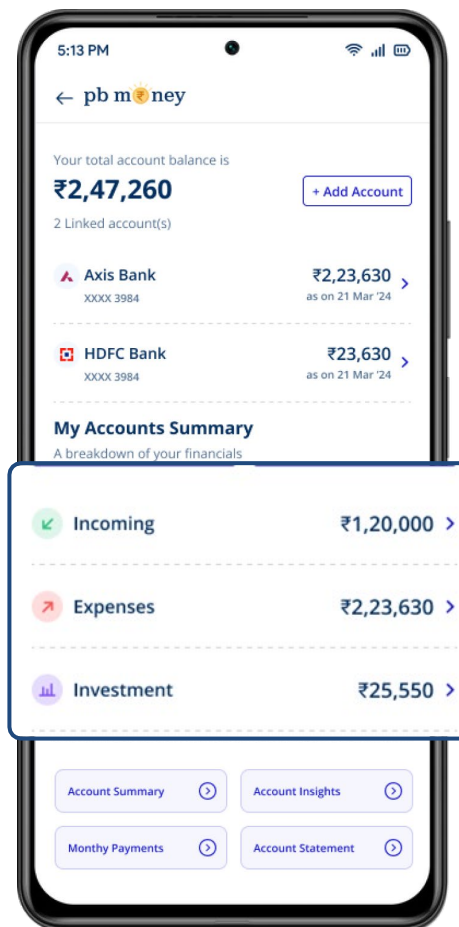 5:13 PM
pb m₹ney
Your total account balance is
₹2,47,260
+ Add Account
2 Linked account(s)
Axis Bank
₹2,23,630
XXXX 3984
as on 21 Mar '24
HDFC Bank
₹23,630
XXXX 3984
as on 21 Mar '24
My Accounts Summary
A breakdown of your financials
Incoming
₹1,20,000
Expenses
₹2,23,630
Investment
₹25,550
Account Summary
Account Insights
Monthy Payments
Account Statement